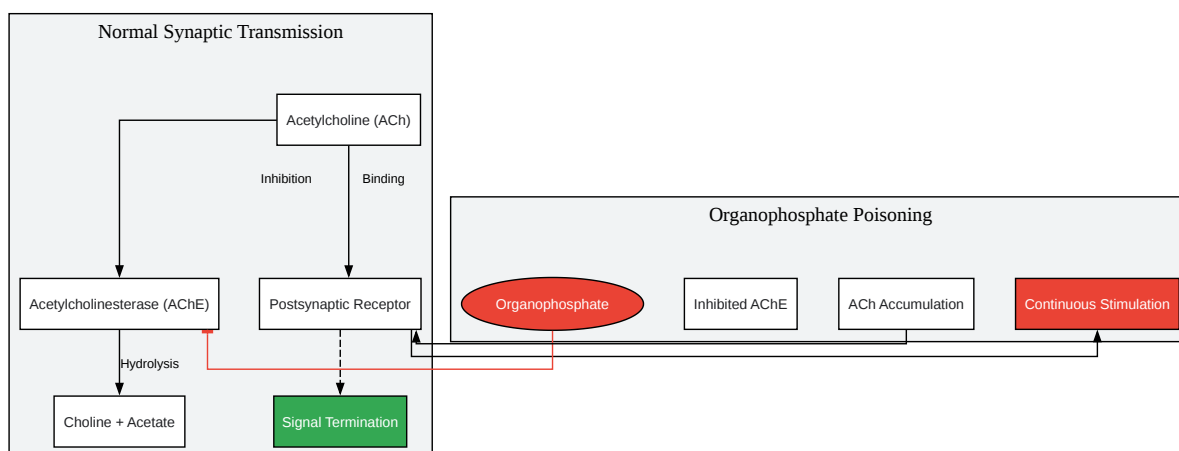 Normal Synaptic Transmission
Acetylcholine (ACh)
Inhibition
Binding
Organophosphate Poisoning
Acetylcholinesterase (AChE)
Postsynaptic Receptor
Organophosphate
Inhibited AChE
ACh Accumulation
Continuous Stimulation
Hydrolysis
Choline + Acetate
Signal Termination